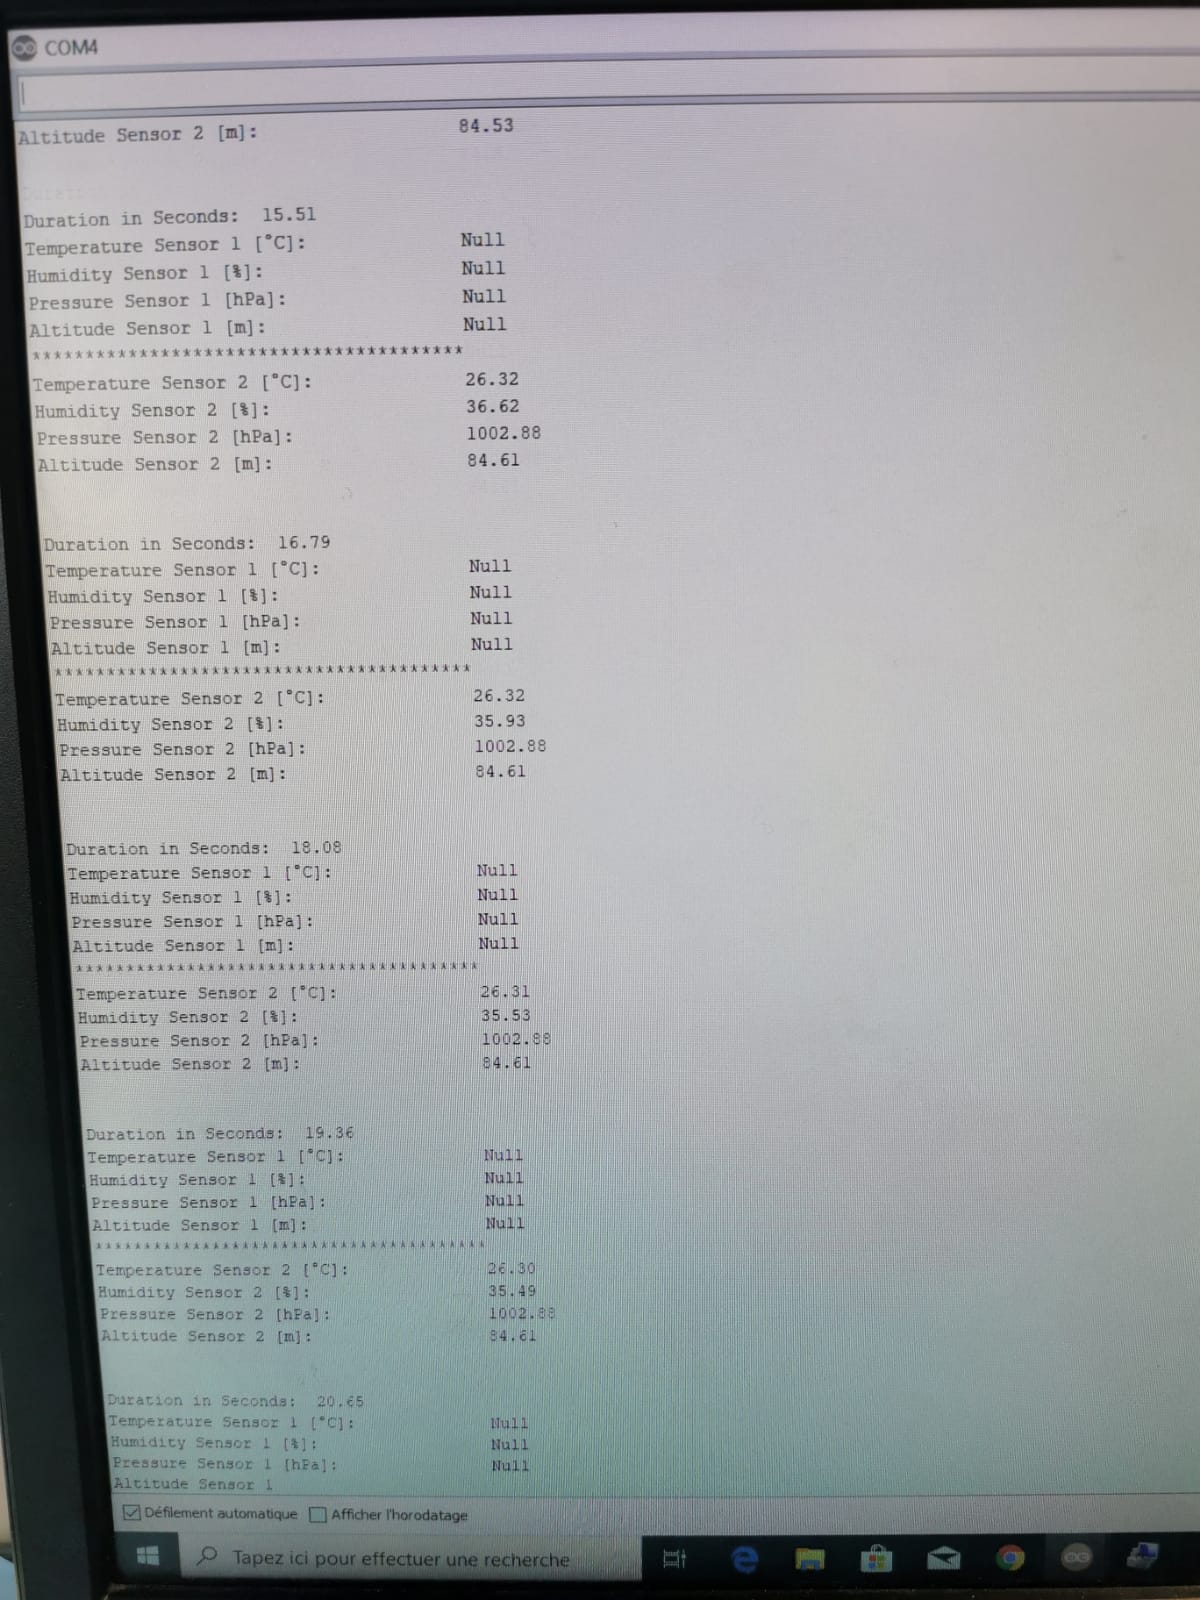 COM4
Altitude Sensor 2 [m]: 84.53
Duration in Seconds: 15.51
Temperature Sensor 1 [°C]: Null
Humidity Sensor 1 [%]: Null
Pressure Sensor 1 [hPa]: Null
Altitude Sensor 1 [m]: Null
****************************************
Temperature Sensor 2 [°C]: 26.32
Humidity Sensor 2 [%]: 36.62
Pressure Sensor 2 [hPa]: 1002.88
Altitude Sensor 2 [m]: 84.61
Duration in Seconds: 16.79
Temperature Sensor 1 [°C]: Null
Humidity Sensor 1 [%]: Null
Pressure Sensor 1 [hPa]: Null
Altitude Sensor 1 [m]: Null
****************************************
Temperature Sensor 2 [°C]: 26.32
Humidity Sensor 2 [%]: 35.93
Pressure Sensor 2 [hPa]: 1002.88
Altitude Sensor 2 [m]: 84.61
Duration in Seconds: 18.08
Temperature Sensor 1 [°C]: Null
Humidity Sensor 1 [%]: Null
Pressure Sensor 1 [hPa]: Null
Altitude Sensor 1 [m]: Null
****************************************
Temperature Sensor 2 [°C]: 26.31
Humidity Sensor 2 [%]: 35.53
Pressure Sensor 2 [hPa]: 1002.88
Altitude Sensor 2 [m]: 84.61
Duration in Seconds: 19.36
Temperature Sensor 1 [°C]: Null
Humidity Sensor 1 [%]: Null
Pressure Sensor 1 [hPa]: Null
Altitude Sensor 1 [m]: Null
****************************************
Temperature Sensor 2 [°C]: 26.30
Humidity Sensor 2 [%]: 35.49
Pressure Sensor 2 [hPa]: 1002.88
Altitude Sensor 2 [m]: 84.61
Duration in Seconds: 20.65
Temperature Sensor 1 [°C]: Null
Humidity Sensor 1 [%]: Null
Pressure Sensor 1 [hPa]: Null
Altitude Sensor 1
Défilement automatique Afficher l'horodatage
Tapez ici pour effectuer une recherche